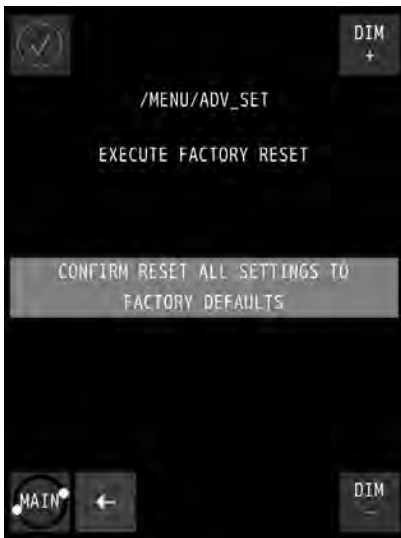 DIM
+
/MENU/ADV_SET
EXECUTE FACTORY RESET
CONFIRM RESET ALL SETTINGS TO
FACTORY DEFAULTS
MAIN
←
DIM
–